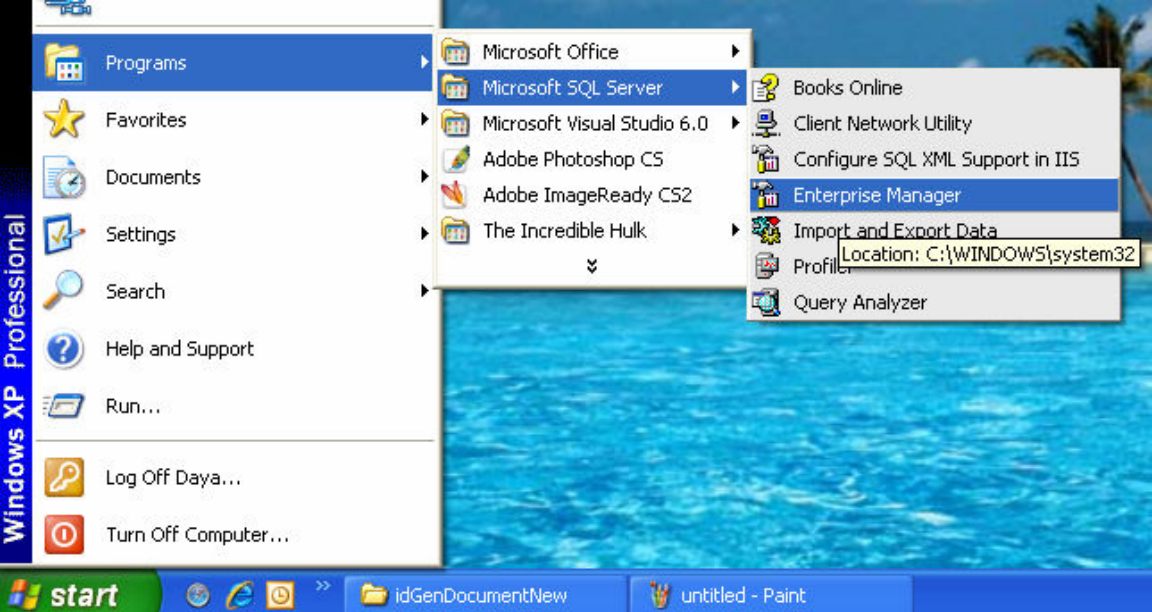 Programs
Favorites
Documents
Settings
Search
Help and Support
Run...
Log Off Daya...
Turn Off Computer...
Windows XP Professional
Microsoft Office
Microsoft SQL Server
Microsoft Visual Studio 6.0
Adobe Photoshop CS
Adobe ImageReady CS2
The Incredible Hulk
Books Online
Client Network Utility
Configure SQL XML Support in IIS
Enterprise Manager
Import and Export Data
Location: C:\WINDOWS\system32
Profiler
Query Analyzer
start
idGenDocumentNew
untitled - Paint